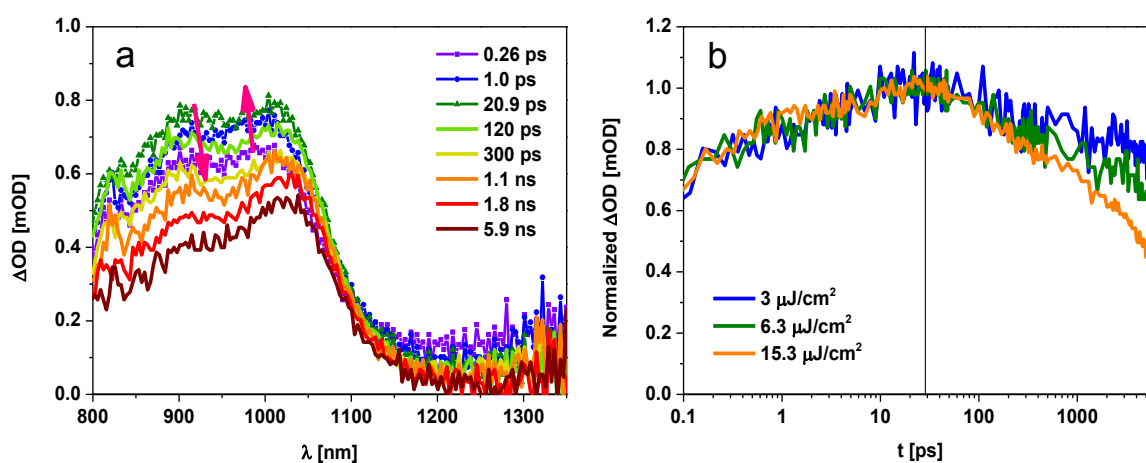 a
ΔOD [mOD]
1.0
0.8
0.6
0.4
0.2
0.0
800 900 1000 1100 1200 1300
λ [nm]
0.26 ps
1.0 ps
20.9 ps
120 ps
300 ps
1.1 ns
1.8 ns
5.9 ns
b
Normalized ΔOD [mOD]
1.2
1.0
0.8
0.6
0.4
0.2
0.0
0.1 1 10 100 1000
t [ps]
3 μJ/cm²
6.3 μJ/cm²
15.3 μJ/cm²